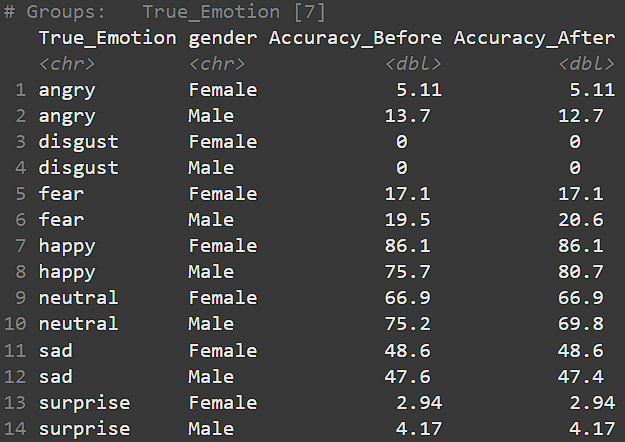 # Groups:   True_Emotion [7]
   True_Emotion gender Accuracy_Before Accuracy_After
   <chr>        <chr>            <dbl>          <dbl>
 1 angry        Female            5.11           5.11
 2 angry        Male             13.7           12.7
 3 disgust      Female            0              0
 4 disgust      Male              0              0
 5 fear         Female           17.1           17.1
 6 fear         Male             19.5           20.6
 7 happy        Female           86.1           86.1
 8 happy        Male             75.7           80.7
 9 neutral      Female           66.9           66.9
10 neutral      Male             75.2           69.8
11 sad          Female           48.6           48.6
12 sad          Male             47.6           47.4
13 surprise     Female            2.94           2.94
14 surprise     Male              4.17           4.17